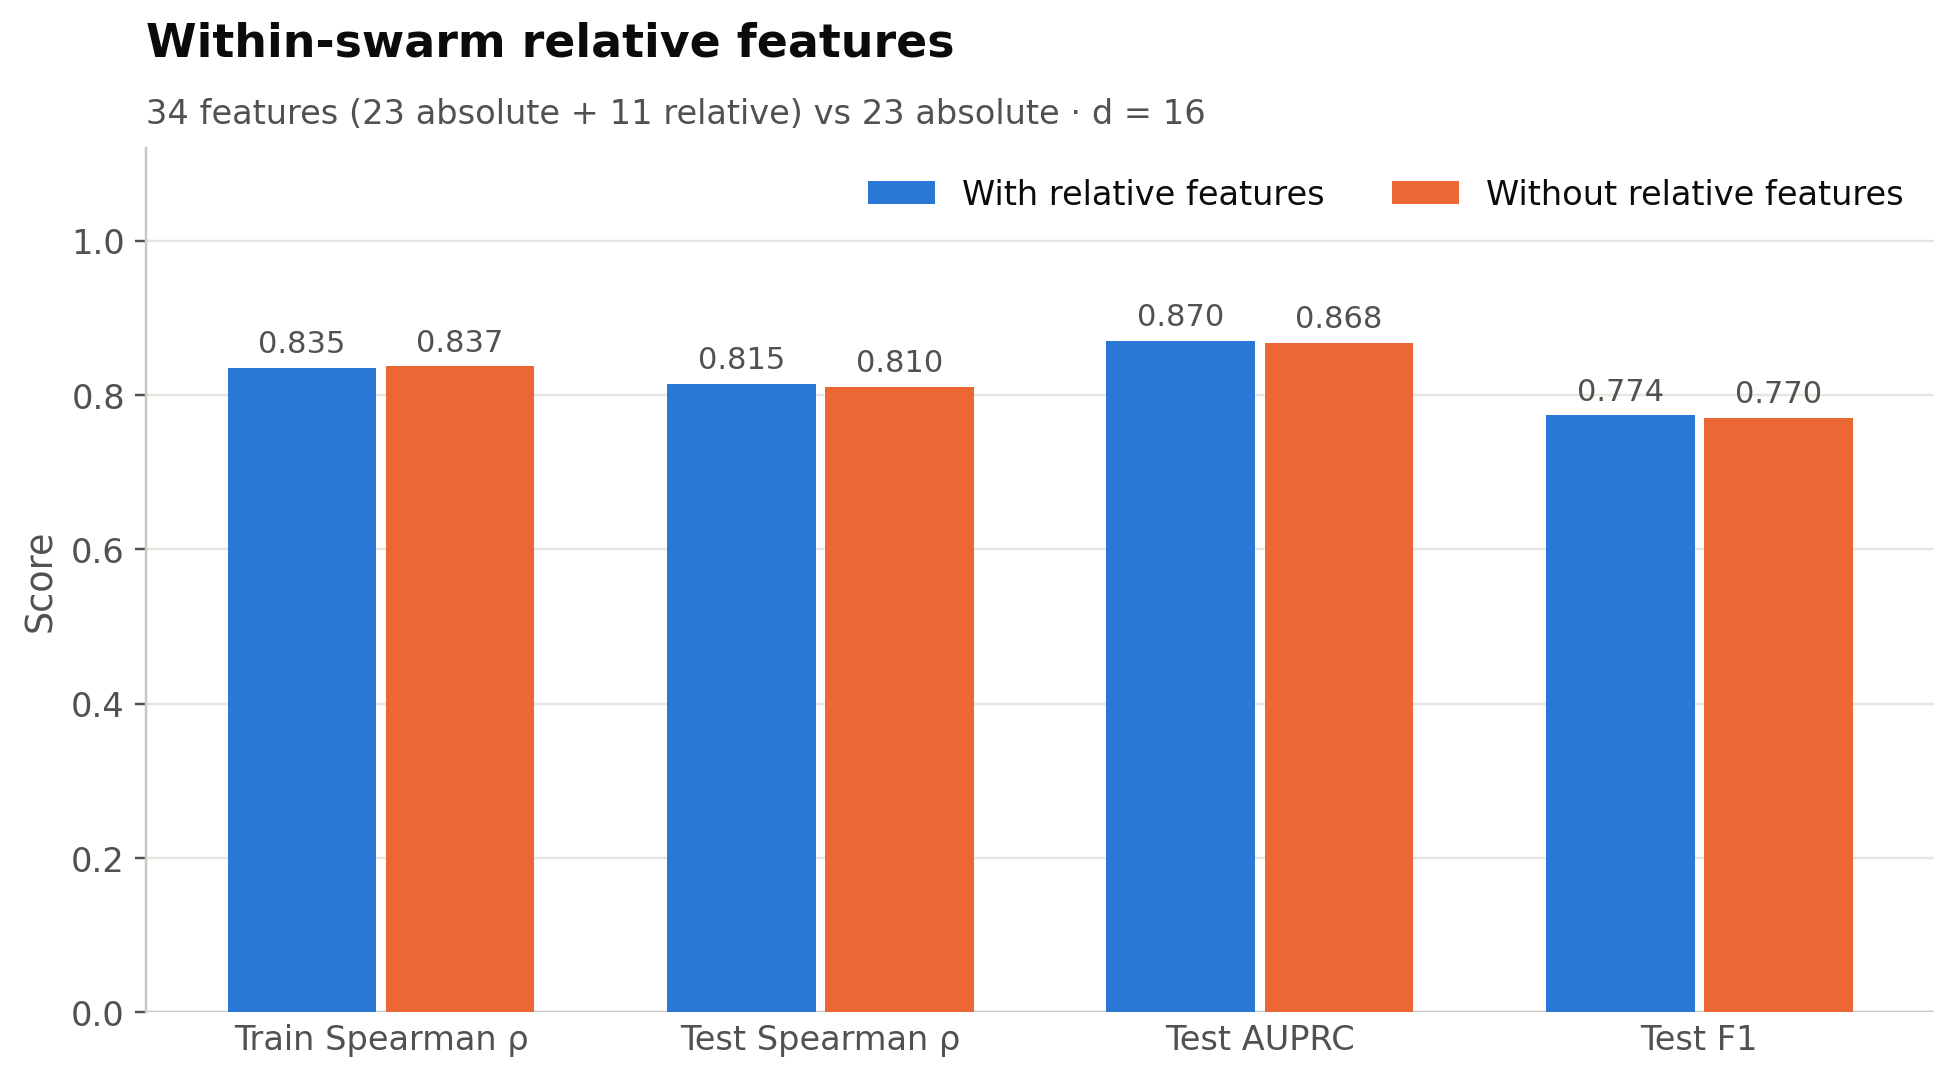 Within-swarm relative features
34 features (23 absolute + 11 relative) vs 23 absolute · d = 16
With relative features
Without relative features
1.0
0.8
0.6
0.4
0.2
0.0
Score
0.835
0.837
0.815
0.810
0.870
0.868
0.774
0.770
Train Spearman ρ
Test Spearman ρ
Test AUPRC
Test F1